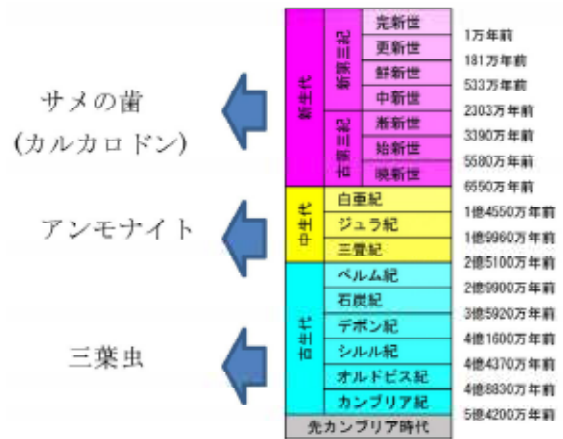 サメの歯
(カルカロドン)
アンモナイト
三葉虫
新生代
新第三紀
完新世
更新世
鮮新世
中新世
古第三紀
漸新世
始新世
暁新世
中生代
白亜紀
ジュラ紀
三畳紀
古生代
ペルム紀
石炭紀
デボン紀
シルル紀
オルドビス紀
カンブリア紀
先カンブリア時代
1万年前
181万年前
533万年前
2303万年前
3390万年前
5580万年前
6550万年前
1億4550万年前
1億9960万年前
2億5100万年前
2億9900万年前
3億5920万年前
4億1600万年前
4億4370万年前
4億8830万年前
5億4200万年前